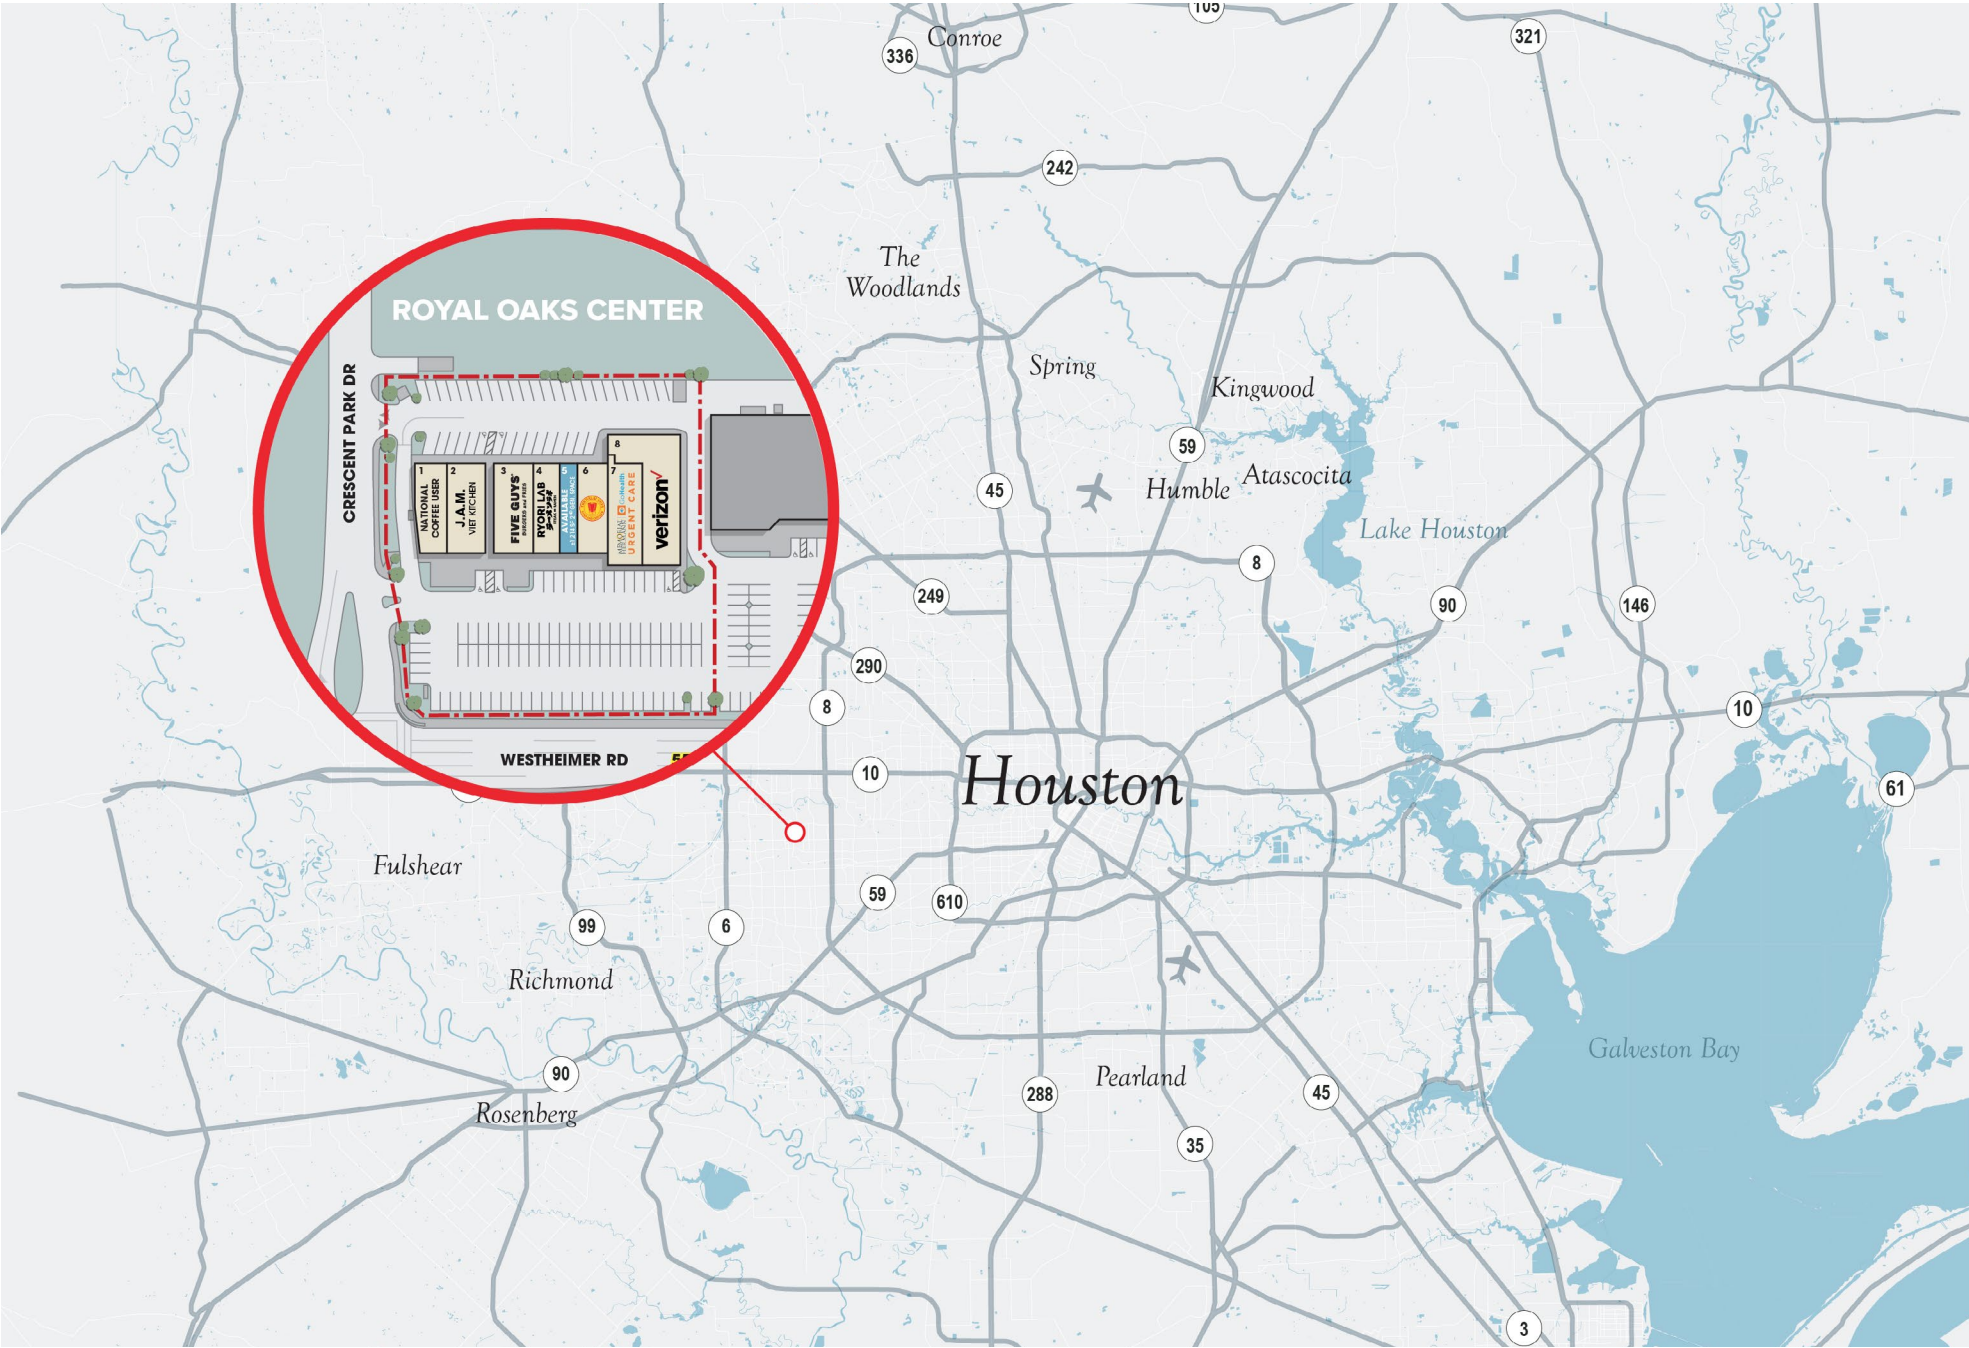 105
Conroe
336
321
242
The
Woodlands
ROYAL OAKS CENTER
CRESCENT PARK DR
1
NATIONAL
COFFEE USER
2
J.A.M.
VIET KITCHEN
3
FIVE GUYS
BURGERS and FRIES
4
RYORI LAB
5
AVAILABLE
6
7
GoHealth
URGENT CARE
8
verizon
WESTHEIMER RD
Spring
Kingwood
59
Humble
Atascocita
45
Lake Houston
8
249
90
146
290
8
10
10
Houston
61
Fulshear
59
610
99
6
Richmond
Galveston Bay
90
Rosenberg
288
Pearland
45
35
3